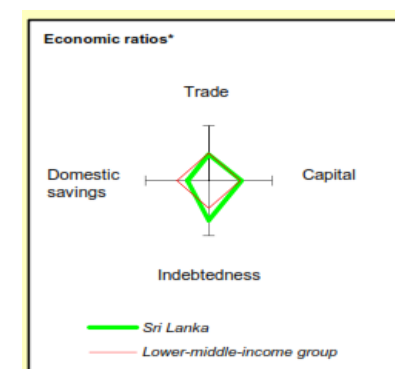 Economic ratios*
Trade
Domestic
savings
Capital
Indebtedness
Sri Lanka
Lower-middle-income group